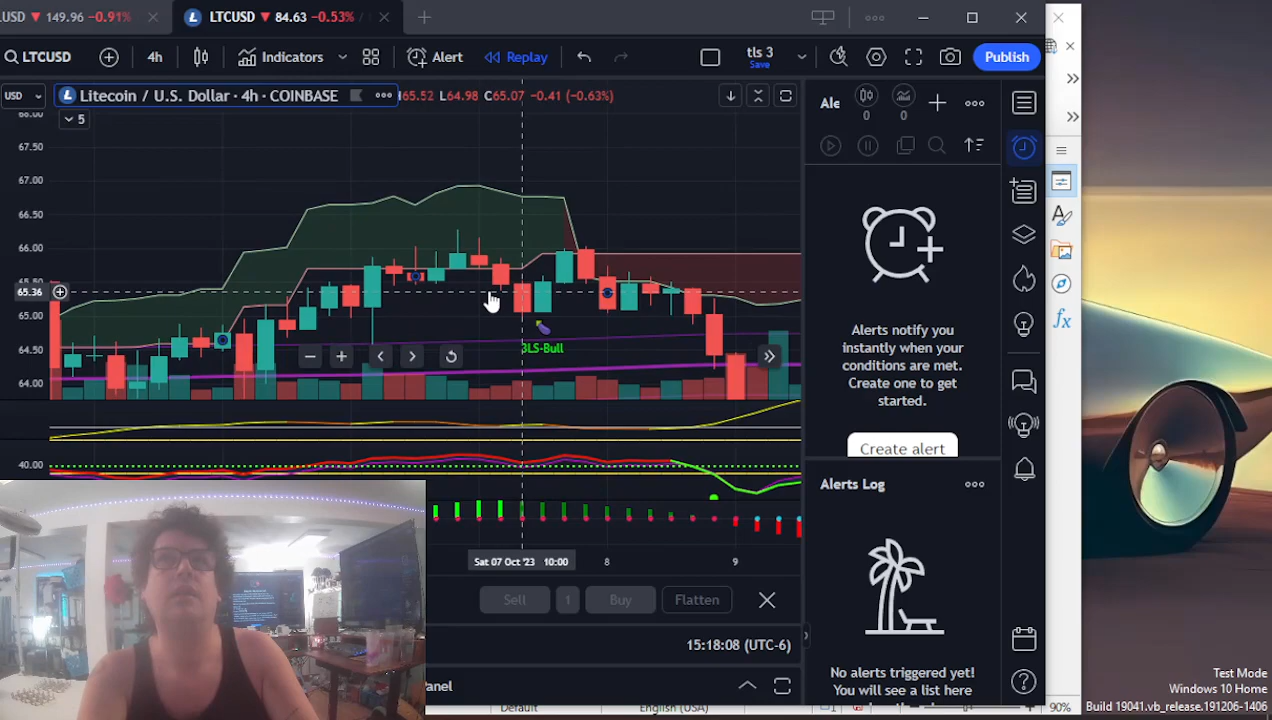 USD 149.96 -0.91%
LTCUSD 84.63 -0.53%
LTCUSD 4h Indicators Alert Replay tls 3 Save Publish
USD Litecoin / U.S. Dollar · 4h · COINBASE 65.52 L64.98 C65.07 -0.41 (-0.63%)
5
67.50
67.00
66.50
66.00
65.36
65.00
64.50
64.00
3LS-Bull
40.00
Sat 07 Oct '23 10:00 8 9
Sell 1 Buy Flatten
15:18:08 (UTC-6)
anel
Ale
0 0
Alerts notify you
instantly when your
conditions are met.
Create one to get
started.
Create alert
Alerts Log
No alerts triggered yet!
You will see a list here
Default English (USA) 90%
Test Mode
Windows 10 Home
Build 19041.vb_release.191206-1406